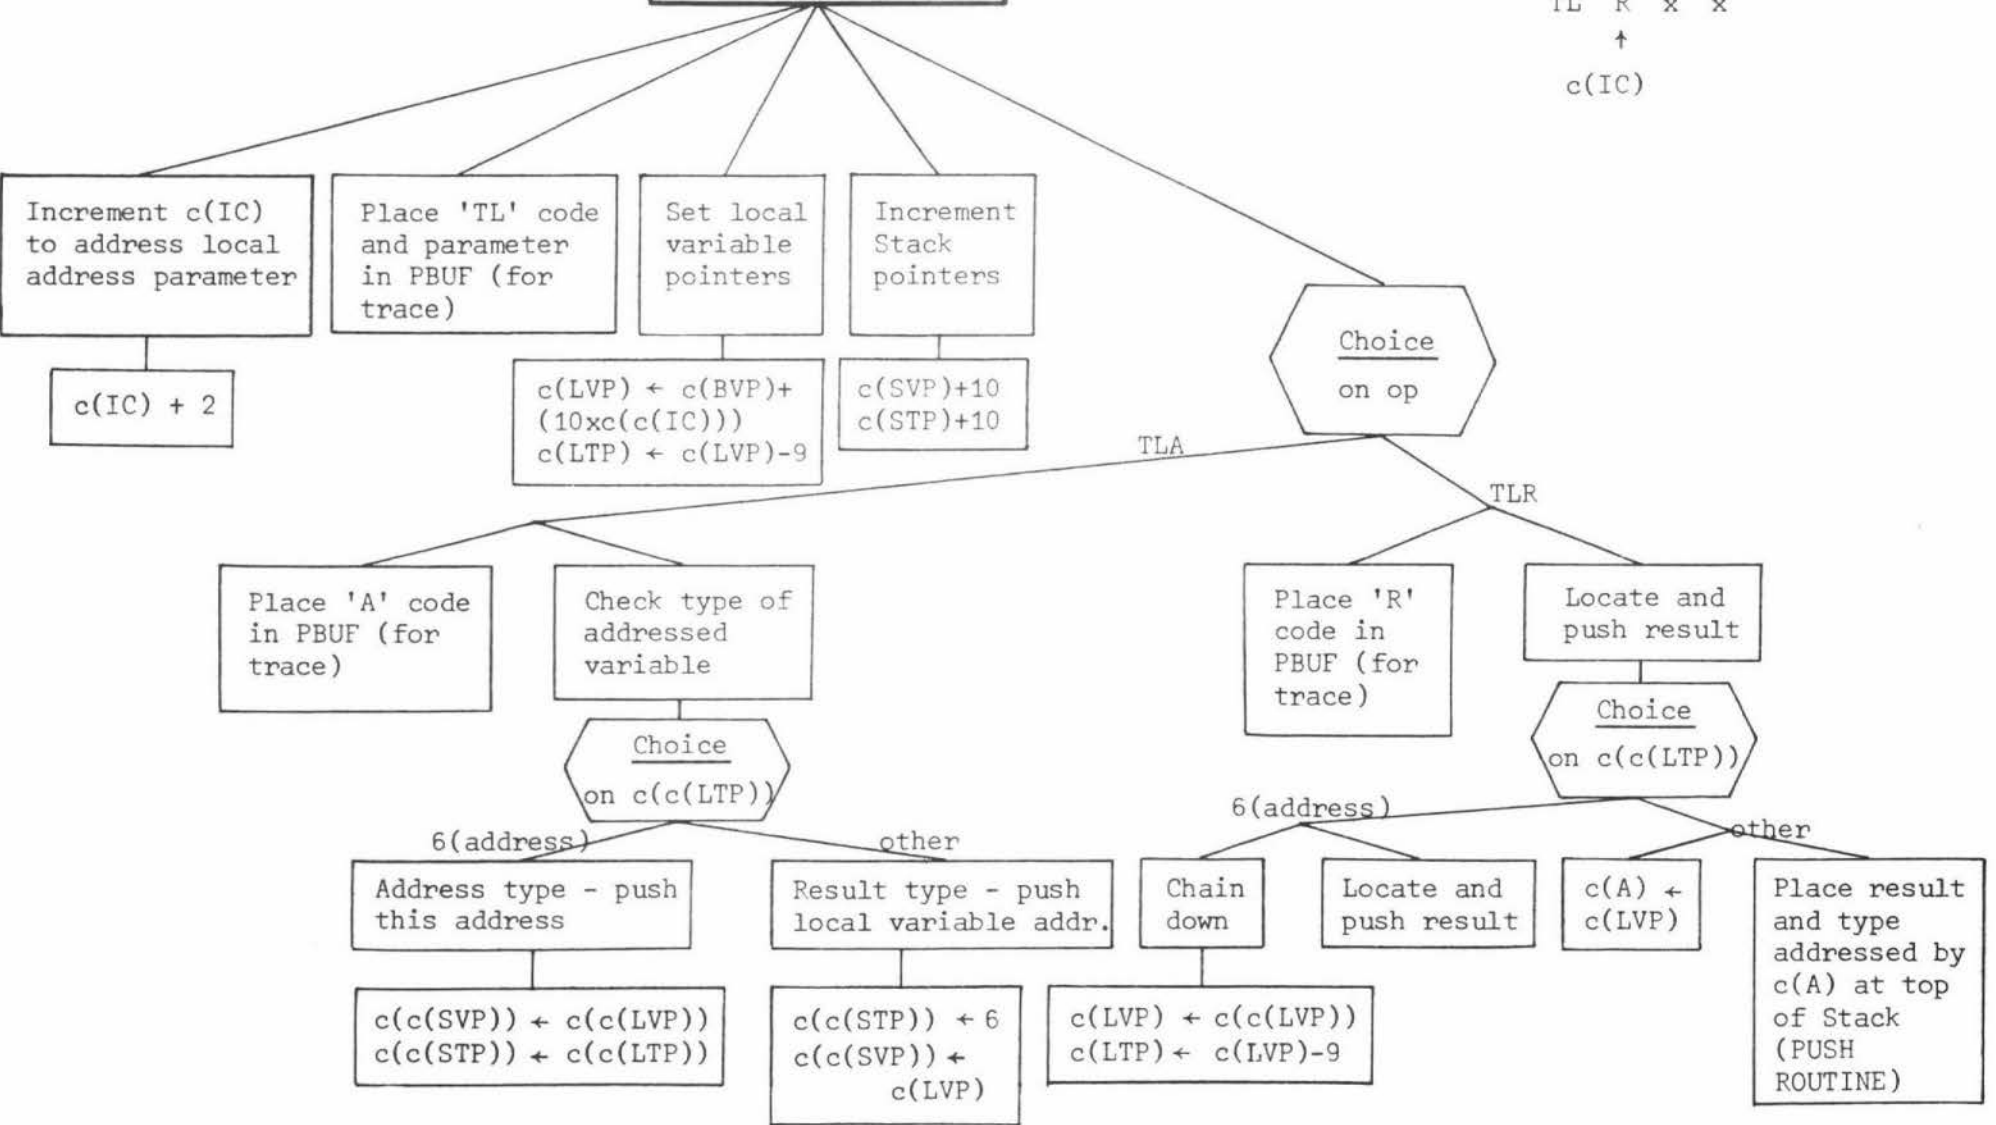 TL R x x
↑
c(IC)
Increment c(IC)
to address local
address parameter
Place 'TL' code
and parameter
in PBUF (for
trace)
Set local
variable
pointers
Increment
Stack
pointers
c(IC) + 2
c(LVP) ← c(BVP)+
(10xc(c(IC)))
c(LTP) ← c(LVP)-9
c(SVP)+10
c(STP)+10
Choice
on op
TLA
TLR
Place 'A' code
in PBUF (for
trace)
Check type of
addressed
variable
Place 'R'
code in
PBUF (for
trace)
Locate and
push result
Choice
on c(c(LTP))
Choice
on c(c(LTP))
6(address)
other
6(address)
other
Address type - push
this address
Result type - push
local variable addr.
Chain
down
Locate and
push result
c(A) ←
c(LVP)
Place result
and type
addressed by
c(A) at top
of Stack
(PUSH
ROUTINE)
c(c(SVP)) ← c(c(LVP))
c(c(STP)) ← c(c(LTP))
c(c(STP)) ← 6
c(c(SVP)) ←
c(LVP)
c(LVP) ← c(c(LVP))
c(LTP) ← c(LVP)-9